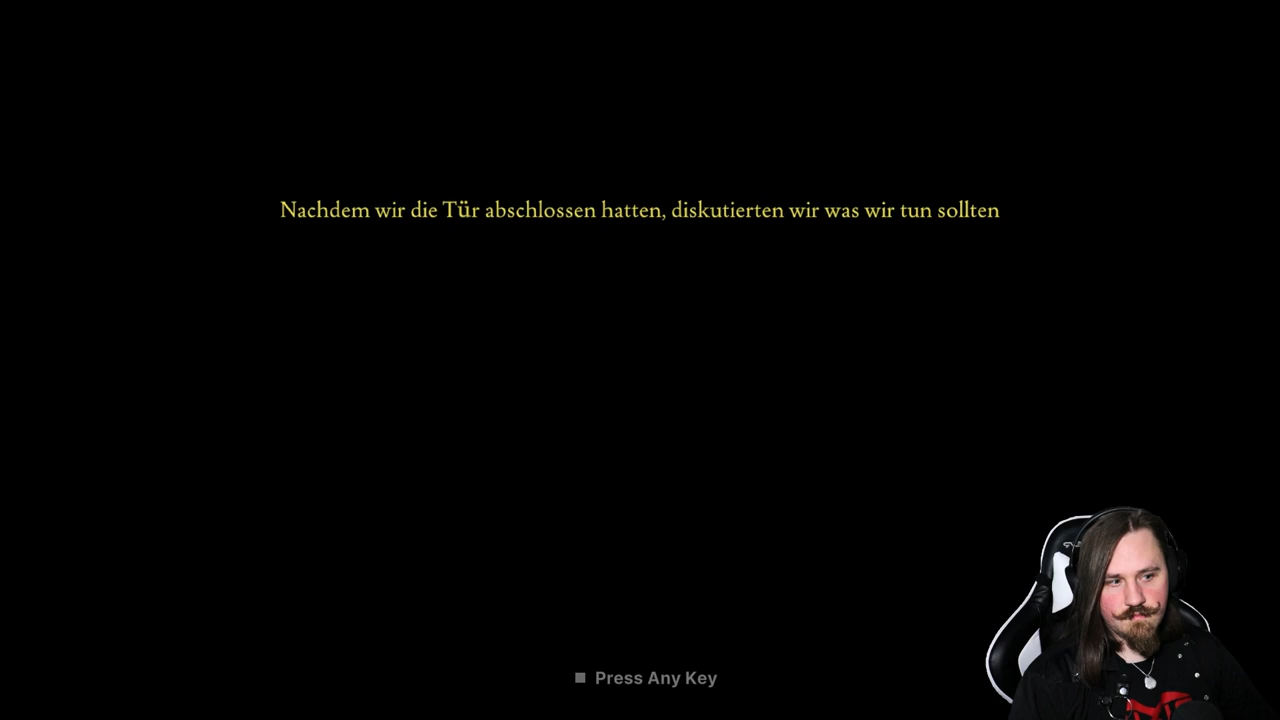 Nachdem wir die Tür abschlossen hatten, diskutierten wir was wir tun sollten
Press Any Key